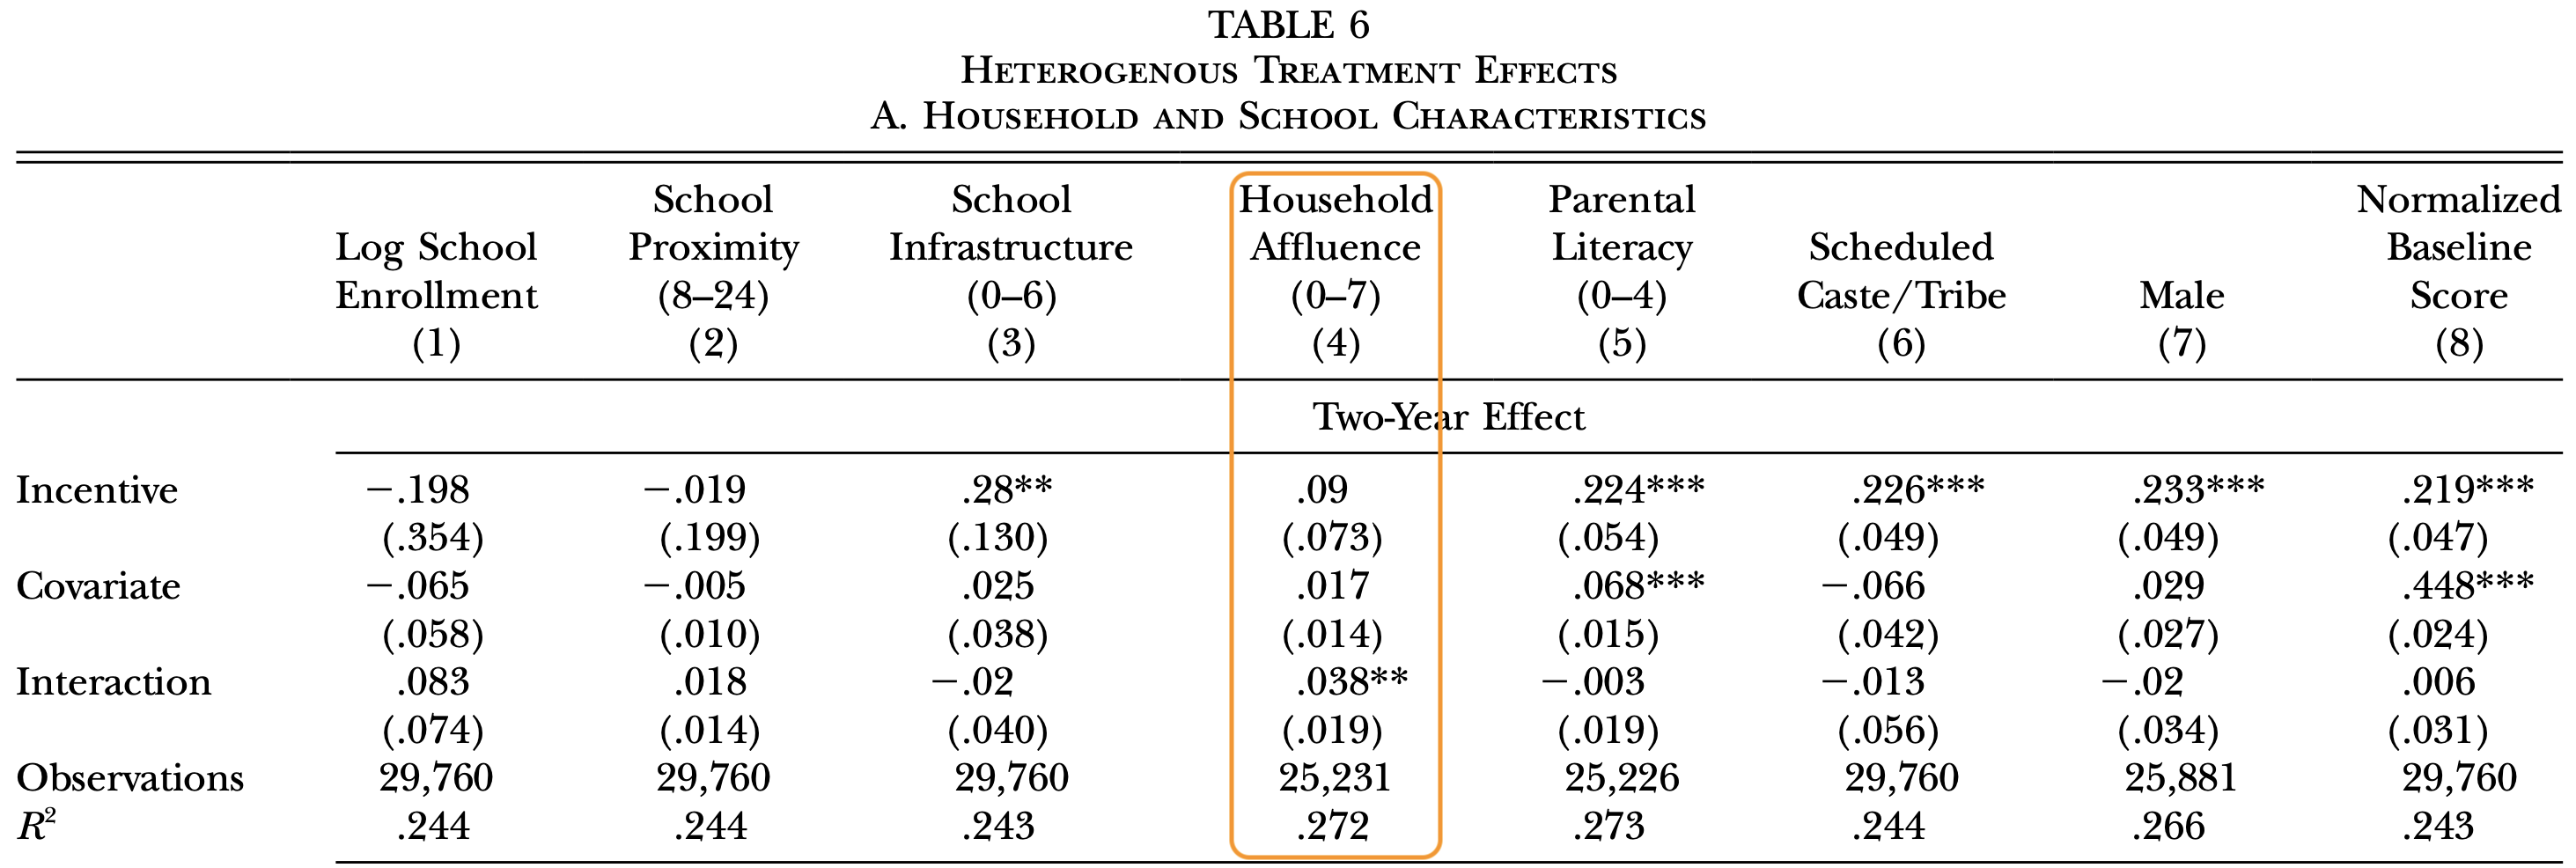 TABLE 6
Heterogenous Treatment Effects
A. Household and School Characteristics
Log School Enrollment (1) School Proximity (8–24) (2) School Infrastructure (0–6) (3) Household Affluence (0–7) (4) Parental Literacy (0–4) (5) Scheduled Caste/Tribe (6) Male (7) Normalized Baseline Score (8)
Two-Year Effect
Incentive −.198 −.019 .28** .09 .224*** .226*** .233*** .219***
(.354) (.199) (.130) (.073) (.054) (.049) (.049) (.047)
Covariate −.065 −.005 .025 .017 .068*** −.066 .029 .448***
(.058) (.010) (.038) (.014) (.015) (.042) (.027) (.024)
Interaction .083 .018 −.02 .038** −.003 −.013 −.02 .006
(.074) (.014) (.040) (.019) (.019) (.056) (.034) (.031)
Observations 29,760 29,760 29,760 25,231 25,226 29,760 25,881 29,760
R² .244 .244 .243 .272 .273 .244 .266 .243